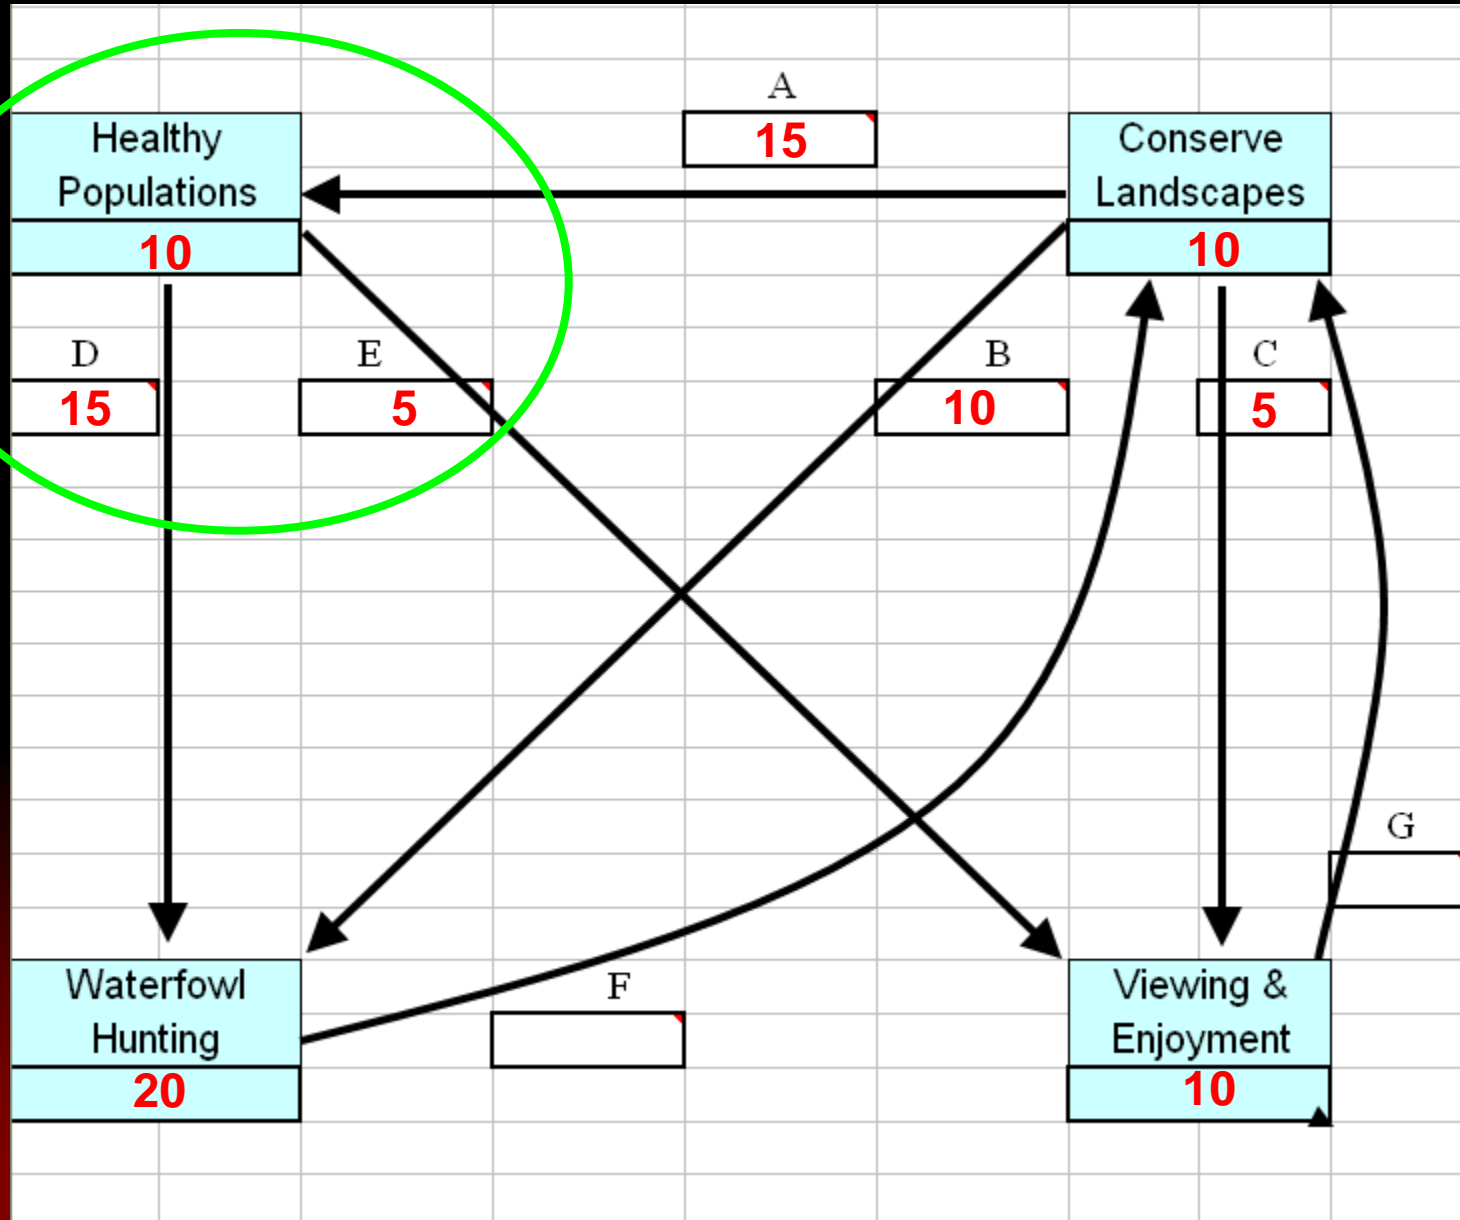 A
Healthy
Populations
10
15
Conserve
Landscapes
10
D
15
E
5
B
10
C
5
G
F
Waterfowl
Hunting
20
Viewing &
Enjoyment
10